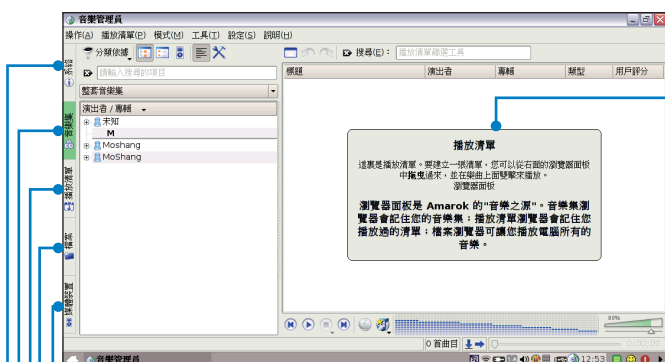 音樂管理員
操作(A) 播放清單(P) 模式(M) 工具(T) 設定(S) 說明(H)
分類依據
搜尋(E)：
播放清單篩選工具
請輸入搜尋的項目
標題 演出者 專輯 類型 用戶評分
整套音樂集
演出者 / 專輯
未知
M
Moshang
MoShang
系絡
音樂集
播放清單
檔案
媒體裝置
播放清單
這裏是播放清單。要建立一張清單，您可以從右面的瀏覽器面板
中拖曳過來，並在樂曲上面雙擊來播放。
瀏覽器面板
瀏覽器面板是 Amarok 的"音樂之源"。音樂集瀏
覽器會記住您的音樂集；播放清單瀏覽器會記住您
播放過的清單；檔案瀏覽器可讓您播放電腦所有的
音樂。
80%
0 首曲目
0:00:00
音樂管理員
12:53